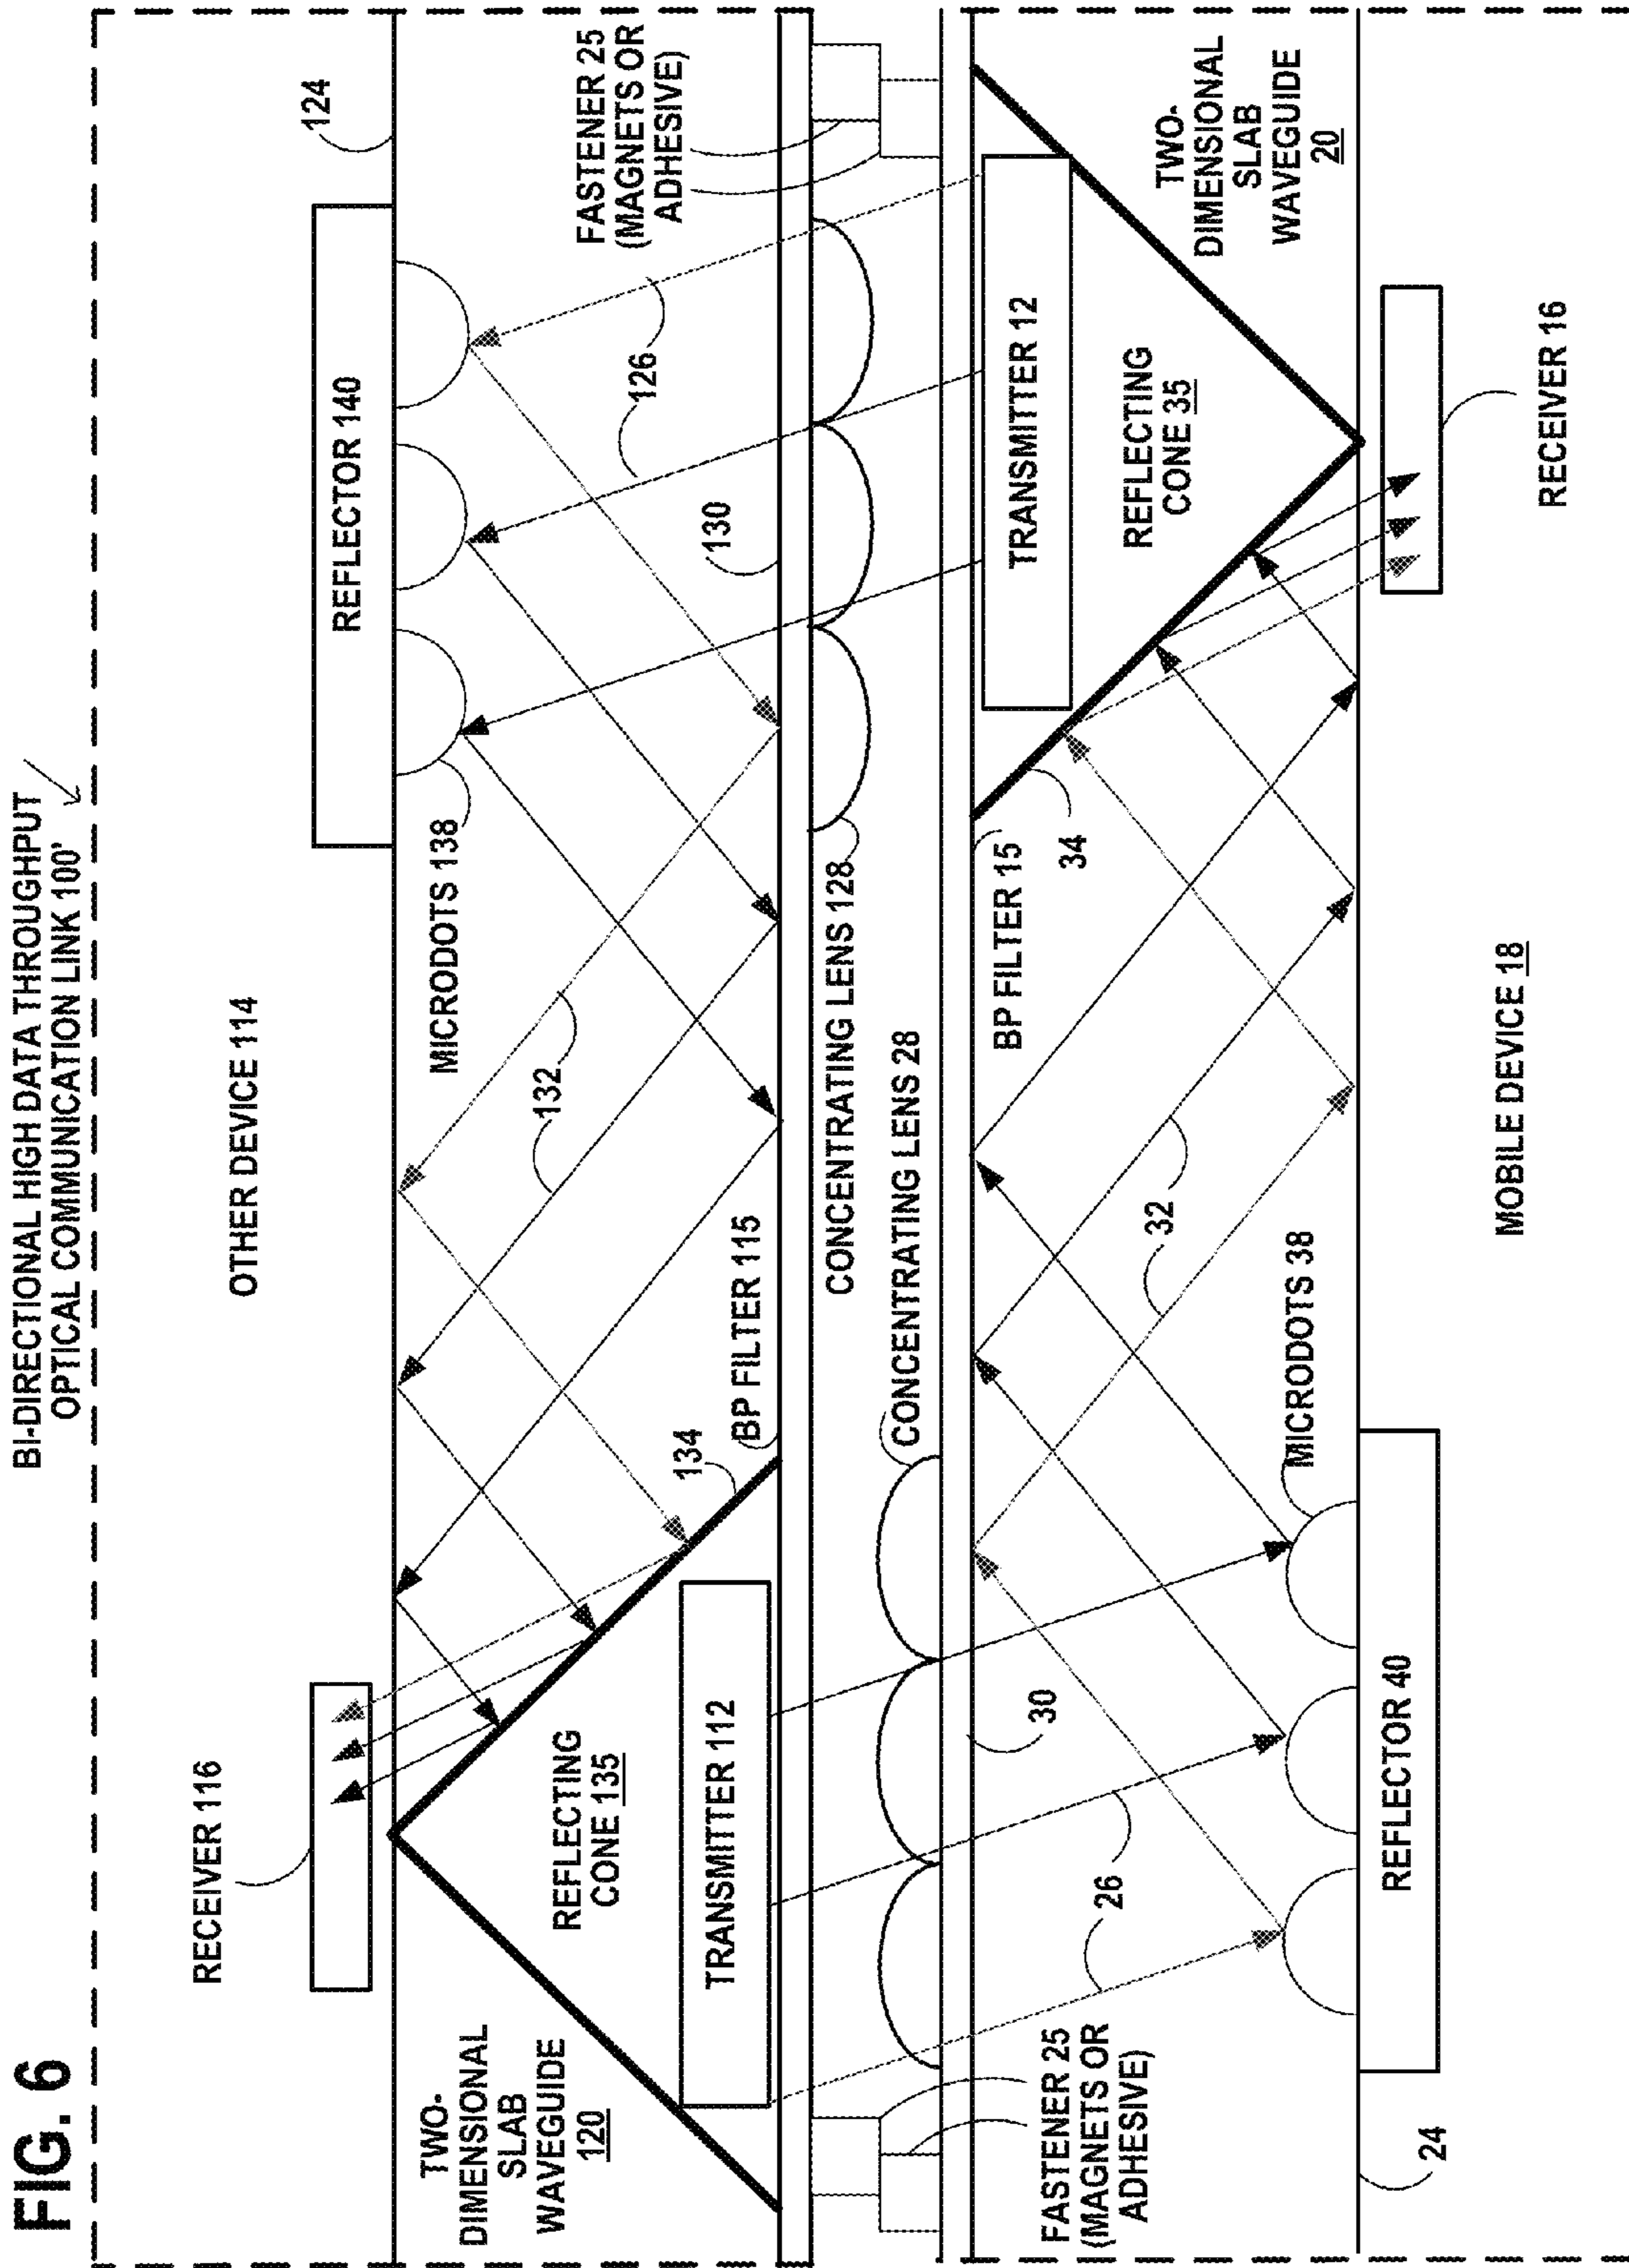 FIG. 6
BI-DIRECTIONAL HIGH DATA THROUGHPUT
OPTICAL COMMUNICATION LINK 100'
OTHER DEVICE 114
RECEIVER 116
124
TWO-
DIMENSIONAL
SLAB
WAVEGUIDE
120
REFLECTING
CONE 135
TRANSMITTER 112
134
BP FILTER 115
132
MICRODOTS 138
REFLECTOR 140
126
130
FASTENER 25
(MAGNETS OR
ADHESIVE)
CONCENTRATING LENS 128
CONCENTRATING LENS 28
FASTENER 25
(MAGNETS OR
ADHESIVE)
26
30
REFLECTOR 40
MICRODOTS 38
32
BP FILTER 15
34
TRANSMITTER 12
REFLECTING
CONE 35
TWO-
DIMENSIONAL
SLAB
WAVEGUIDE
20
24
MOBILE DEVICE 18
RECEIVER 16